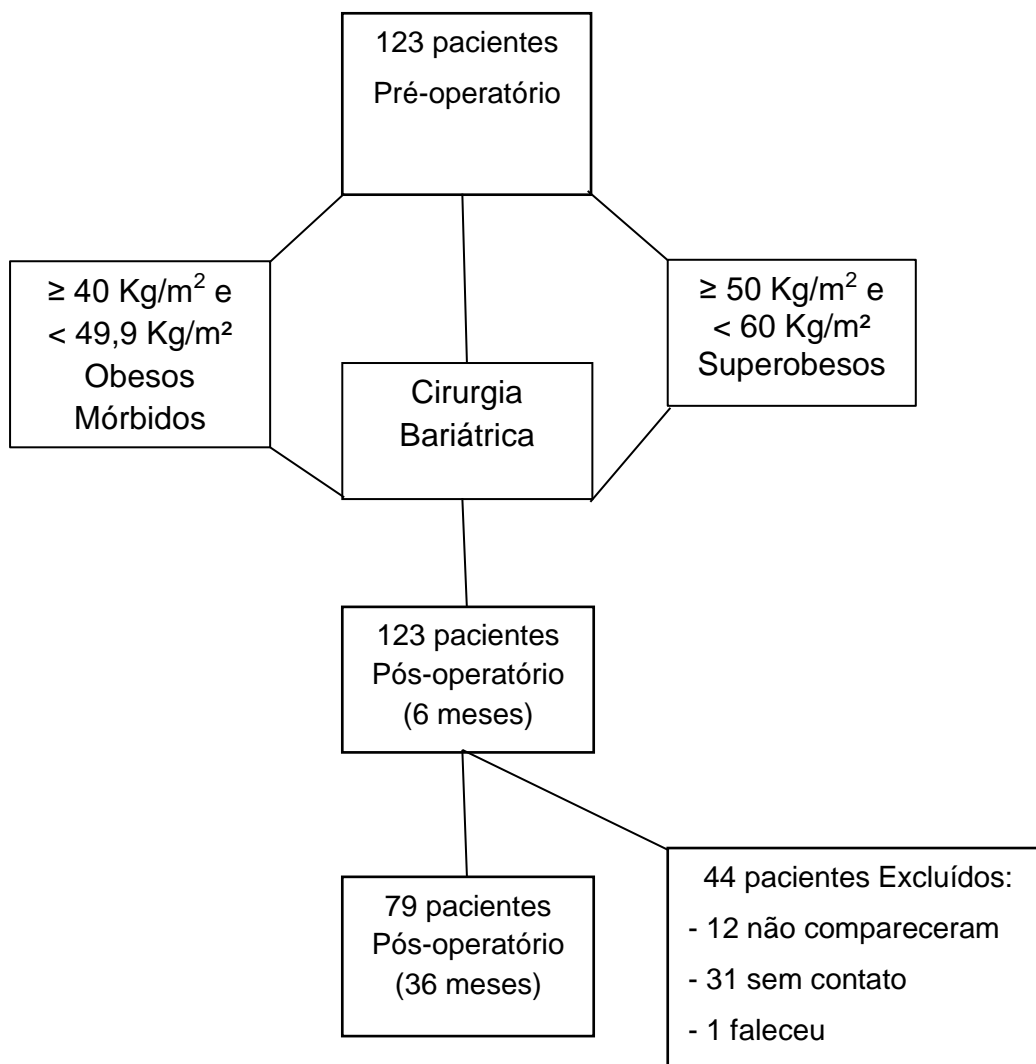 123 pacientes
Pré-operatório
≥ 40 Kg/m² e
< 49,9 Kg/m²
Obesos
Mórbidos
≥ 50 Kg/m² e
< 60 Kg/m²
Superobesos
Cirurgia
Bariátrica
123 pacientes
Pós-operatório
(6 meses)
79 pacientes
Pós-operatório
(36 meses)
44 pacientes Excluídos:
- 12 não compareceram
- 31 sem contato
- 1 faleceu